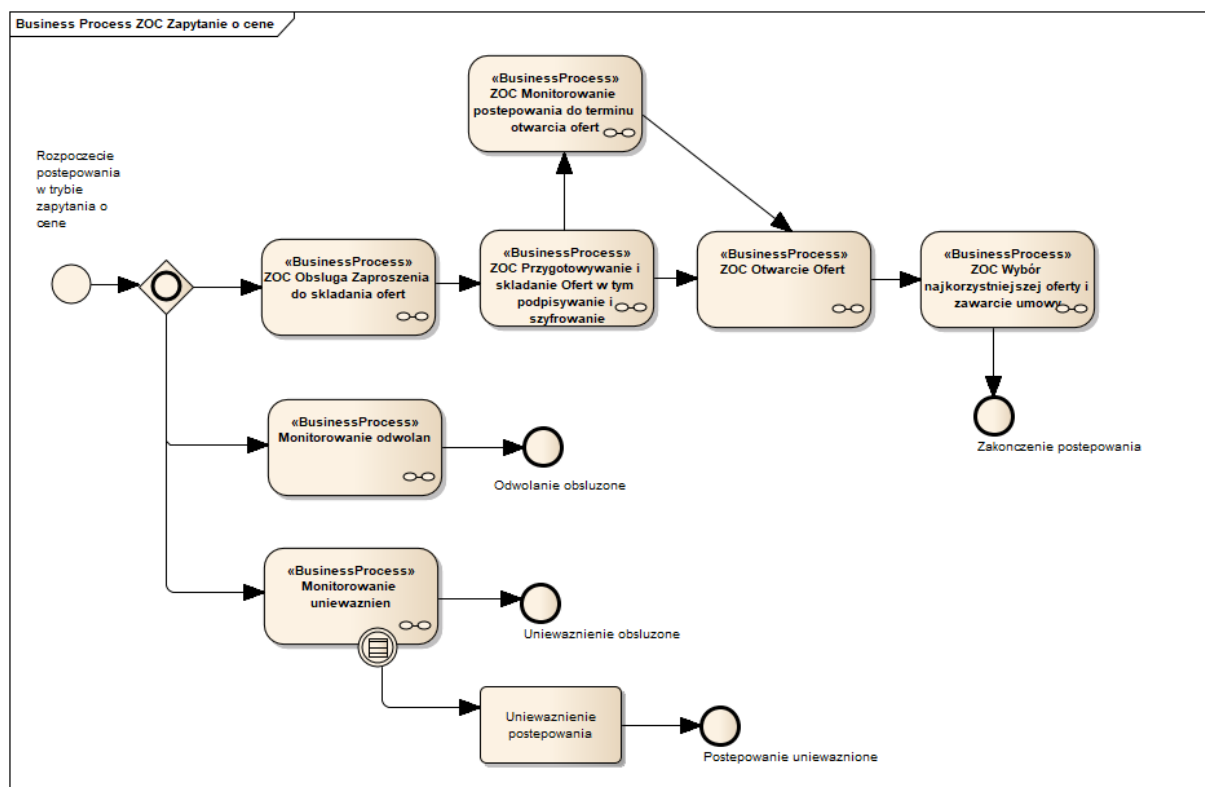 Business Process ZOC Zapytanie o cene
«BusinessProcess»
ZOC Monitorowanie
postepowania do terminu
otwarcia ofert
Rozpoczecie
postepowania
w trybie
zapytania o
cene
«BusinessProcess»
ZOC Obsluga Zaproszenia
do skladania ofert
«BusinessProcess»
ZOC Przygotowywanie i
skladanie Ofert w tym
podpisywanie i
szyfrowanie
«BusinessProcess»
ZOC Otwarcie Ofert
«BusinessProcess»
ZOC Wybór
najkorzystniejszej oferty i
zawarcie umowy
Zakonczenie postepowania
«BusinessProcess»
Monitorowanie odwolan
Odwolanie obsluzone
«BusinessProcess»
Monitorowanie
uniewaznien
Uniewaznienie obsluzone
Uniewaznienie
postepowania
Postepowanie uniewaznione